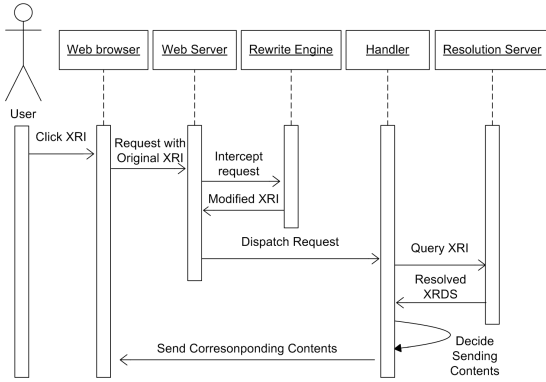 Web browser
Web Server
Rewrite Engine
Handler
Resolution Server
User
Click XRI
Request with
Original XRI
Intercept
request
Modified XRI
Dispatch Request
Query XRI
Resolved
XRDS
Decide
Sending
Contents
Send Corresonponding Contents